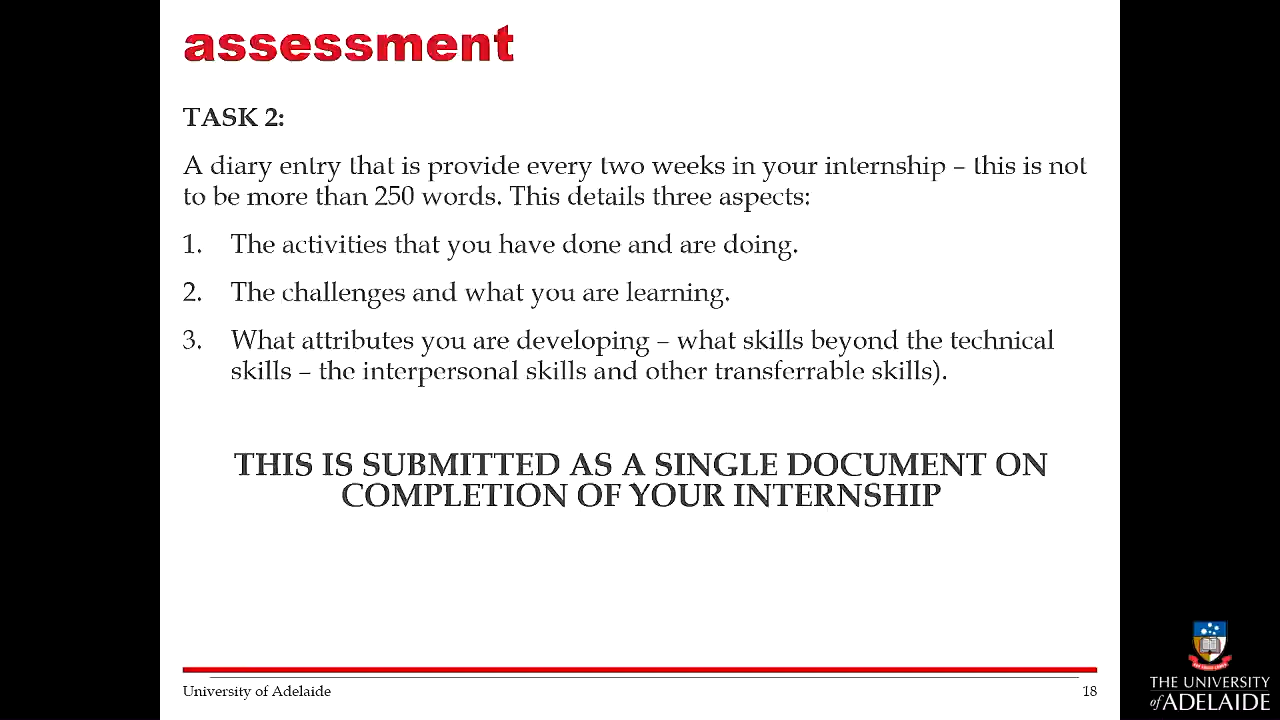 assessment
TASK 2:
A diary entry that is provide every two weeks in your internship – this is not
to be more than 250 words. This details three aspects:
1. The activities that you have done and are doing.
2. The challenges and what you are learning.
3. What attributes you are developing – what skills beyond the technical
skills – the interpersonal skills and other transferrable skills).
THIS IS SUBMITTED AS A SINGLE DOCUMENT ON
COMPLETION OF YOUR INTERNSHIP
University of Adelaide
18
THE UNIVERSITY
of ADELAIDE